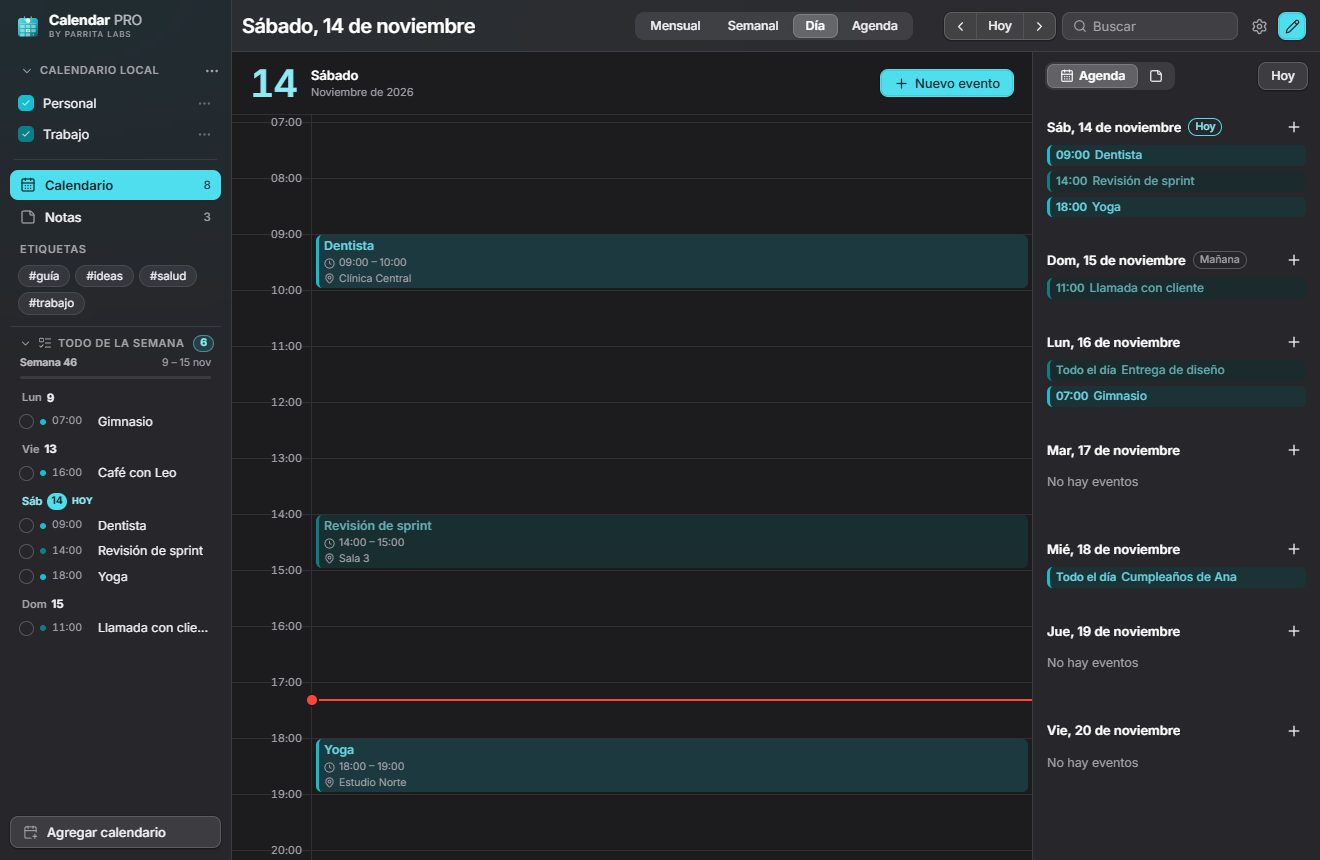 Calendar PRO
BY PARRITA LABS
CALENDARIO LOCAL
Personal
Trabajo
Calendario 8
Notas 3
ETIQUETAS
#guía #ideas #salud
#trabajo
TODO DE LA SEMANA 6
Semana 46 9 – 15 nov
Lun 9
07:00 Gimnasio
Vie 13
16:00 Café con Leo
Sáb 14 HOY
09:00 Dentista
14:00 Revisión de sprint
18:00 Yoga
Dom 15
11:00 Llamada con clie...
Agregar calendario
Sábado, 14 de noviembre
Mensual Semanal Día Agenda
Hoy
Buscar
14
Sábado
Noviembre de 2026
+ Nuevo evento
07:00
08:00
09:00
Dentista
09:00 – 10:00
Clínica Central
10:00
11:00
12:00
13:00
14:00
Revisión de sprint
14:00 – 15:00
Sala 3
15:00
16:00
17:00
18:00
Yoga
18:00 – 19:00
Estudio Norte
19:00
20:00
Agenda
Hoy
Sáb, 14 de noviembre Hoy
09:00 Dentista
14:00 Revisión de sprint
18:00 Yoga
Dom, 15 de noviembre Mañana
11:00 Llamada con cliente
Lun, 16 de noviembre
Todo el día Entrega de diseño
07:00 Gimnasio
Mar, 17 de noviembre
No hay eventos
Mié, 18 de noviembre
Todo el día Cumpleaños de Ana
Jue, 19 de noviembre
No hay eventos
Vie, 20 de noviembre
No hay eventos